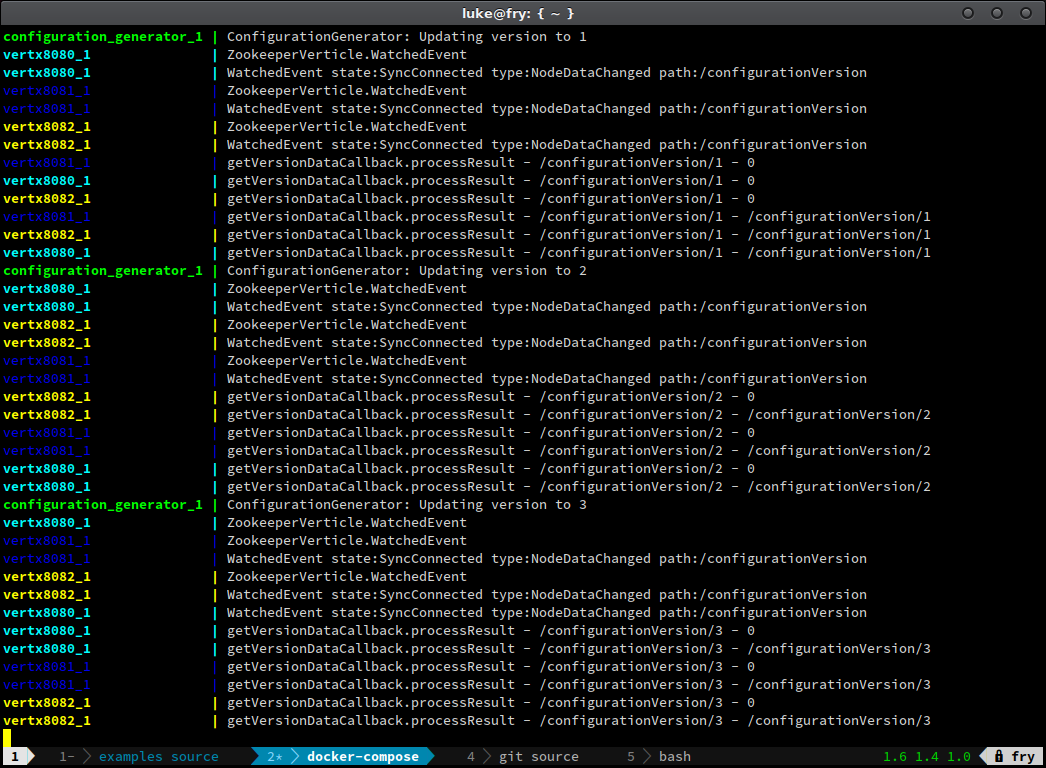 luke@fry: { ~ }
configuration_generator_1 | ConfigurationGenerator: Updating version to 1
vertx8080_1 | ZookeeperVerticle.WatchedEvent
vertx8080_1 | WatchedEvent state:SyncConnected type:NodeDataChanged path:/configurationVersion
vertx8081_1 | ZookeeperVerticle.WatchedEvent
vertx8081_1 | WatchedEvent state:SyncConnected type:NodeDataChanged path:/configurationVersion
vertx8082_1 | ZookeeperVerticle.WatchedEvent
vertx8082_1 | WatchedEvent state:SyncConnected type:NodeDataChanged path:/configurationVersion
vertx8081_1 | getVersionDataCallback.processResult - /configurationVersion/1 - 0
vertx8080_1 | getVersionDataCallback.processResult - /configurationVersion/1 - 0
vertx8082_1 | getVersionDataCallback.processResult - /configurationVersion/1 - 0
vertx8081_1 | getVersionDataCallback.processResult - /configurationVersion/1 - /configurationVersion/1
vertx8082_1 | getVersionDataCallback.processResult - /configurationVersion/1 - /configurationVersion/1
vertx8080_1 | getVersionDataCallback.processResult - /configurationVersion/1 - /configurationVersion/1
configuration_generator_1 | ConfigurationGenerator: Updating version to 2
vertx8080_1 | ZookeeperVerticle.WatchedEvent
vertx8080_1 | WatchedEvent state:SyncConnected type:NodeDataChanged path:/configurationVersion
vertx8082_1 | ZookeeperVerticle.WatchedEvent
vertx8082_1 | WatchedEvent state:SyncConnected type:NodeDataChanged path:/configurationVersion
vertx8081_1 | ZookeeperVerticle.WatchedEvent
vertx8081_1 | WatchedEvent state:SyncConnected type:NodeDataChanged path:/configurationVersion
vertx8082_1 | getVersionDataCallback.processResult - /configurationVersion/2 - 0
vertx8082_1 | getVersionDataCallback.processResult - /configurationVersion/2 - /configurationVersion/2
vertx8081_1 | getVersionDataCallback.processResult - /configurationVersion/2 - 0
vertx8081_1 | getVersionDataCallback.processResult - /configurationVersion/2 - /configurationVersion/2
vertx8080_1 | getVersionDataCallback.processResult - /configurationVersion/2 - 0
vertx8080_1 | getVersionDataCallback.processResult - /configurationVersion/2 - /configurationVersion/2
configuration_generator_1 | ConfigurationGenerator: Updating version to 3
vertx8080_1 | ZookeeperVerticle.WatchedEvent
vertx8081_1 | ZookeeperVerticle.WatchedEvent
vertx8081_1 | WatchedEvent state:SyncConnected type:NodeDataChanged path:/configurationVersion
vertx8082_1 | ZookeeperVerticle.WatchedEvent
vertx8082_1 | WatchedEvent state:SyncConnected type:NodeDataChanged path:/configurationVersion
vertx8080_1 | WatchedEvent state:SyncConnected type:NodeDataChanged path:/configurationVersion
vertx8080_1 | getVersionDataCallback.processResult - /configurationVersion/3 - 0
vertx8080_1 | getVersionDataCallback.processResult - /configurationVersion/3 - /configurationVersion/3
vertx8081_1 | getVersionDataCallback.processResult - /configurationVersion/3 - 0
vertx8081_1 | getVersionDataCallback.processResult - /configurationVersion/3 - /configurationVersion/3
vertx8082_1 | getVersionDataCallback.processResult - /configurationVersion/3 - 0
vertx8082_1 | getVersionDataCallback.processResult - /configurationVersion/3 - /configurationVersion/3
1 1- examples source 2* docker-compose 4 git source 5 bash 1.6 1.4 1.0 fry